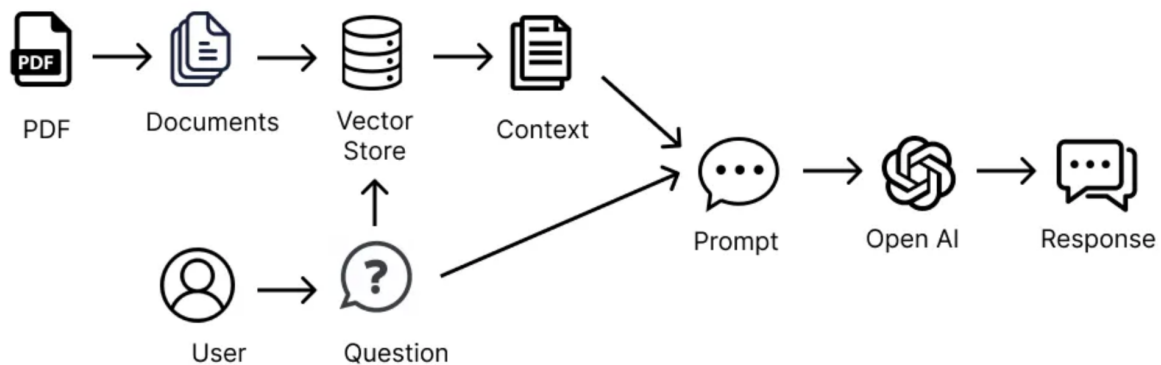 PDF
PDF
Documents
Vector
Store
Context
Prompt
Open AI
Response
User
Question